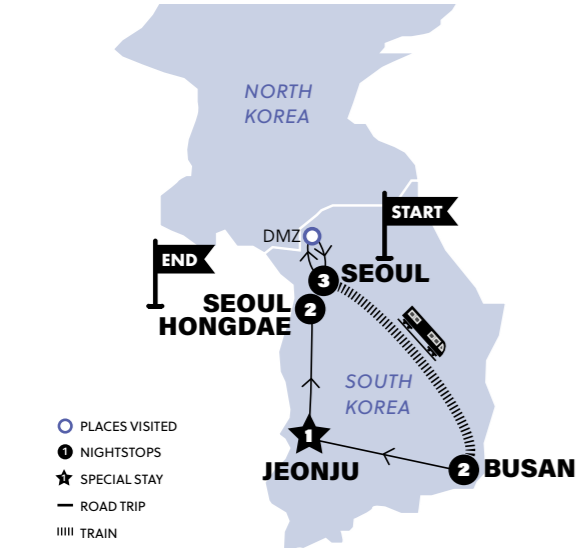 NORTH
KOREA
START
DMZ
END
3 SEOUL
SEOUL
HONGDAE 2
SOUTH
KOREA
1
JEONJU
2 BUSAN
PLACES VISITED
1 NIGHTSTOPS
1 SPECIAL STAY
ROAD TRIP
TRAIN